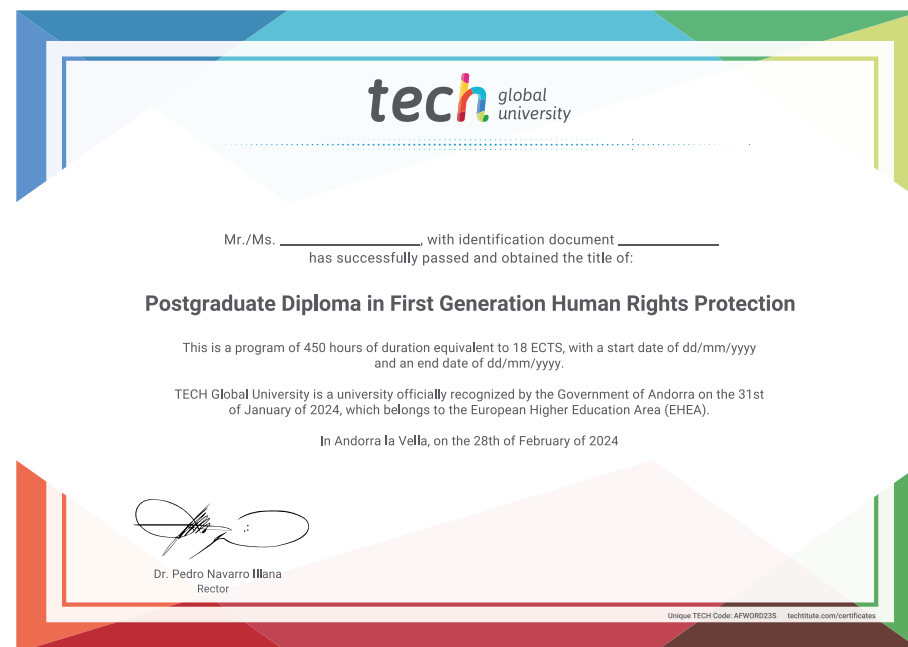 tech global
university
Mr./Ms. ____________________, with identification document ______________
has successfully passed and obtained the title of:
Postgraduate Diploma in First Generation Human Rights Protection
This is a program of 450 hours of duration equivalent to 18 ECTS, with a start date of dd/mm/yyyy
and an end date of dd/mm/yyyy.
TECH Global University is a university officially recognized by the Government of Andorra on the 31st
of January of 2024, which belongs to the European Higher Education Area (EHEA).
In Andorra la Vella, on the 28th of February of 2024
Dr. Pedro Navarro Illana
Rector
Unique TECH Code: AFWORD23S techtitute.com/certificates